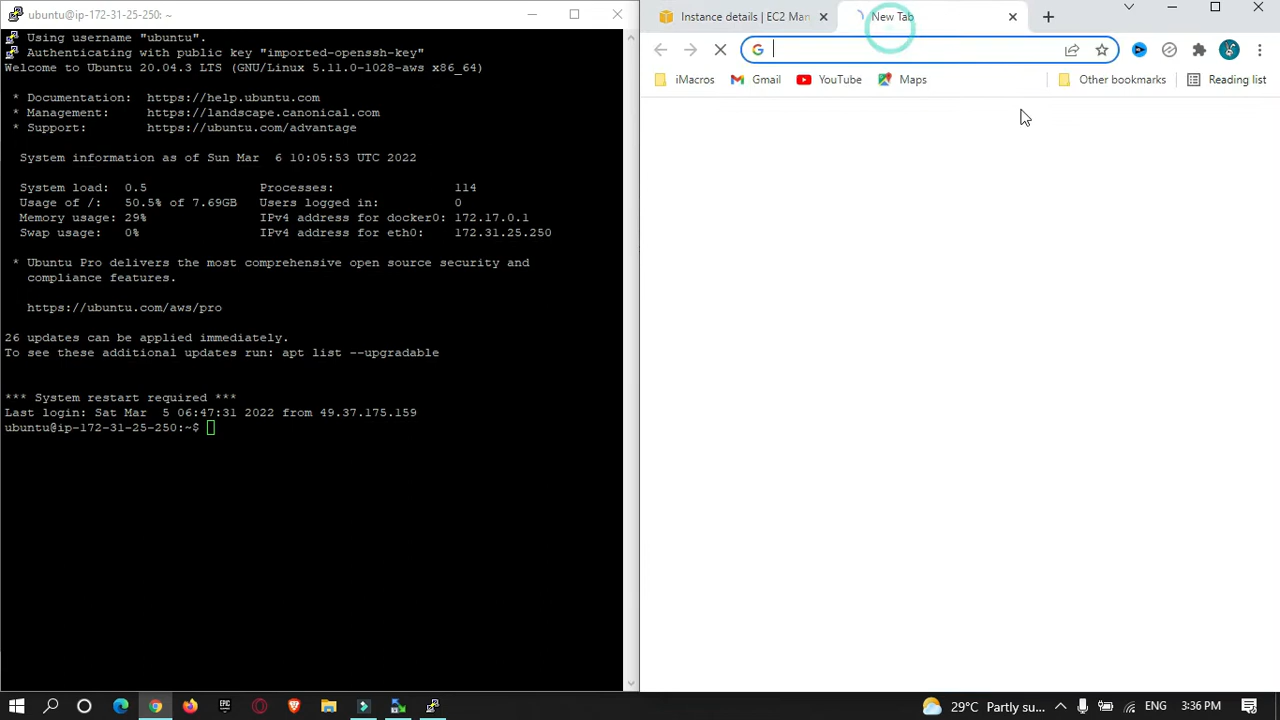 ubuntu@ip-172-31-25-250: ~
Using username "ubuntu".
Authenticating with public key "imported-openssh-key"
Welcome to Ubuntu 20.04.3 LTS (GNU/Linux 5.11.0-1028-aws x86_64)
* Documentation: https://help.ubuntu.com
* Management: https://landscape.canonical.com
* Support: https://ubuntu.com/advantage
System information as of Sun Mar 6 10:05:53 UTC 2022
System load: 0.5 Processes: 114
Usage of /: 50.5% of 7.69GB Users logged in: 0
Memory usage: 29% IPv4 address for docker0: 172.17.0.1
Swap usage: 0% IPv4 address for eth0: 172.31.25.250
* Ubuntu Pro delivers the most comprehensive open source security and
compliance features.
https://ubuntu.com/aws/pro
26 updates can be applied immediately.
To see these additional updates run: apt list --upgradable
*** System restart required ***
Last login: Sat Mar 5 06:47:31 2022 from 49.37.175.159
ubuntu@ip-172-31-25-250:~$
Instance details | EC2 Man
New Tab
iMacros Gmail YouTube Maps Other bookmarks Reading list
29°C Partly su... ENG 3:36 PM